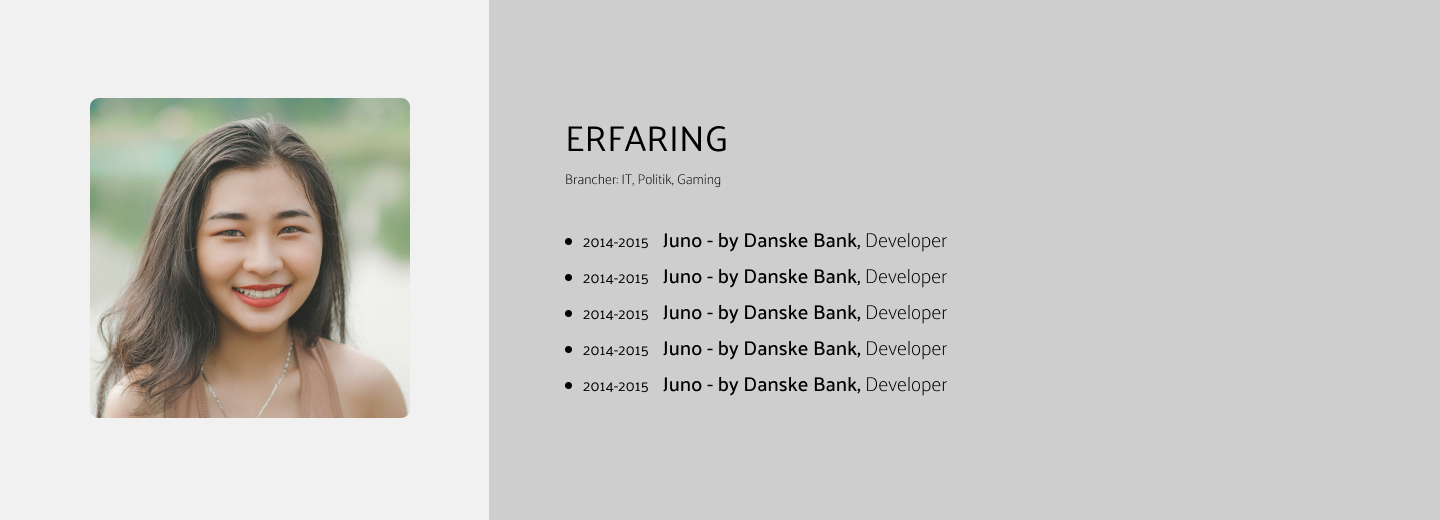 ERFARING
Brancher: IT, Politik, Gaming
2014-2015 Juno - by Danske Bank, Developer
2014-2015 Juno - by Danske Bank, Developer
2014-2015 Juno - by Danske Bank, Developer
2014-2015 Juno - by Danske Bank, Developer
2014-2015 Juno - by Danske Bank, Developer